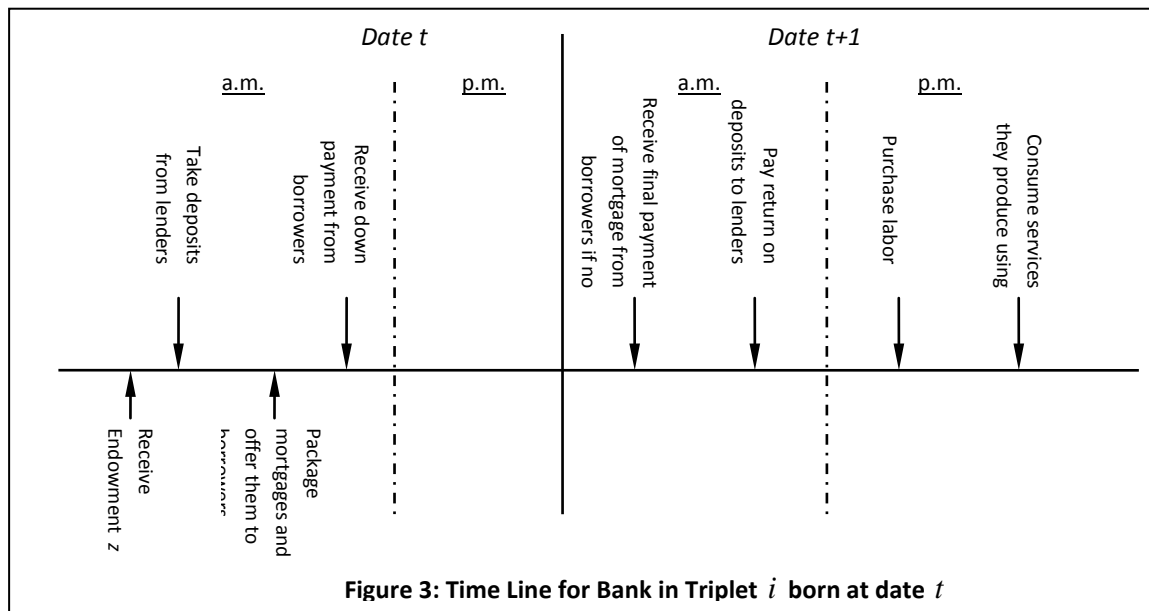 Date t
Date t+1
a.m.
p.m.
a.m.
p.m.
Take deposits
from lenders
Receive down
payment from
borrowers
Receive final payment
of mortgage from
borrowers if no
Pay return on
deposits to lenders
Purchase labor
Consume services
they produce using
Receive
Endowment z
Package
mortgages and
offer them to
borrowers
Figure 3: Time Line for Bank in Triplet i born at date t